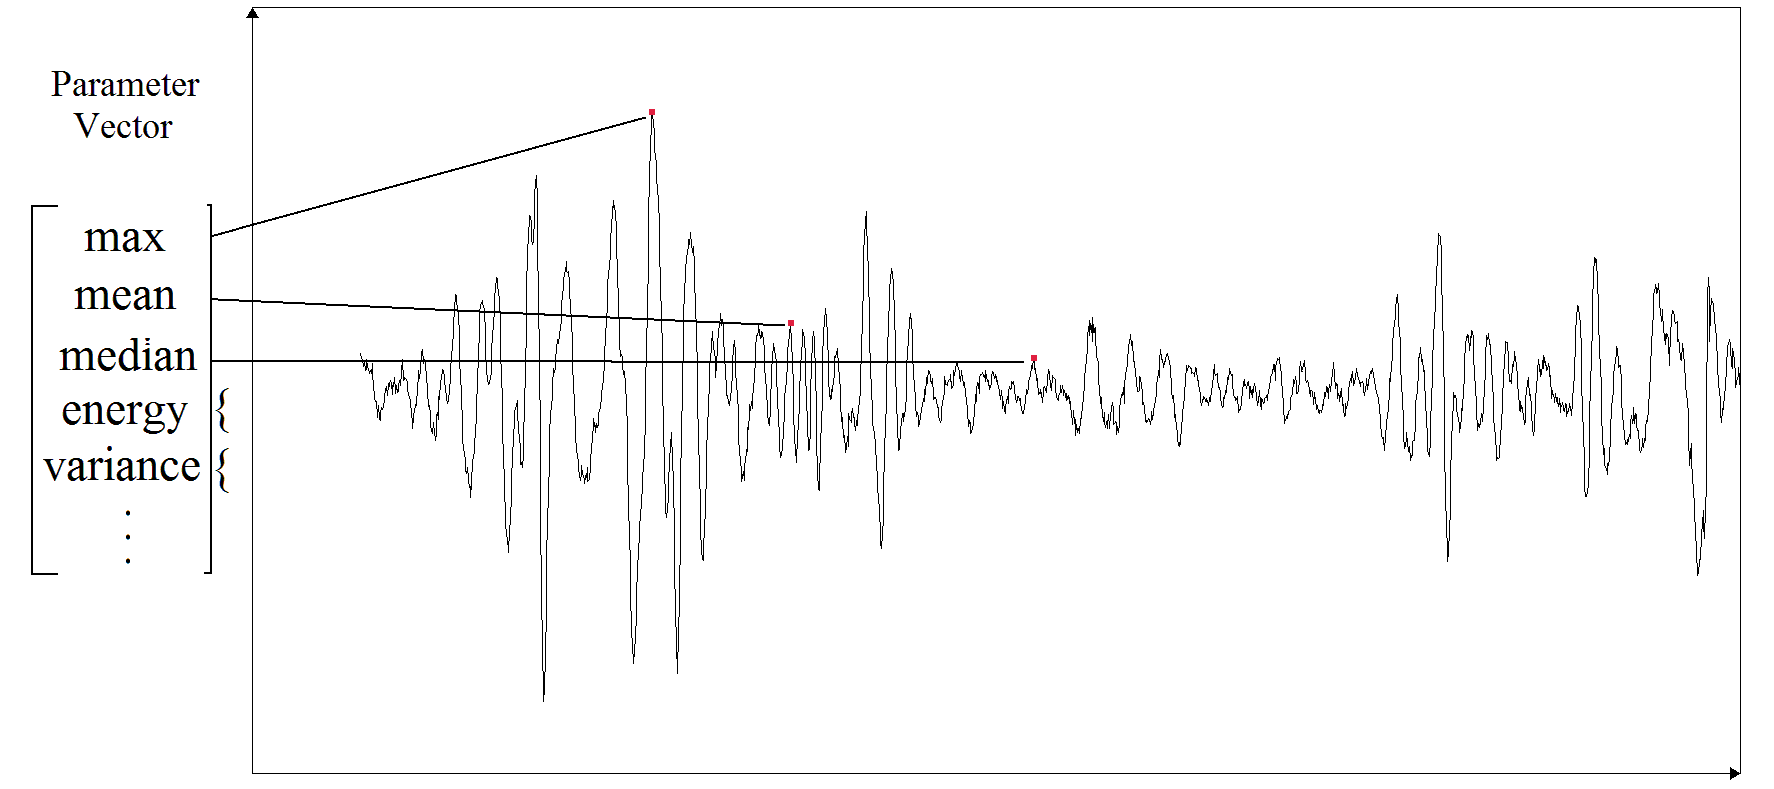 Parameter
Vector
max
mean
median
energy {
variance {